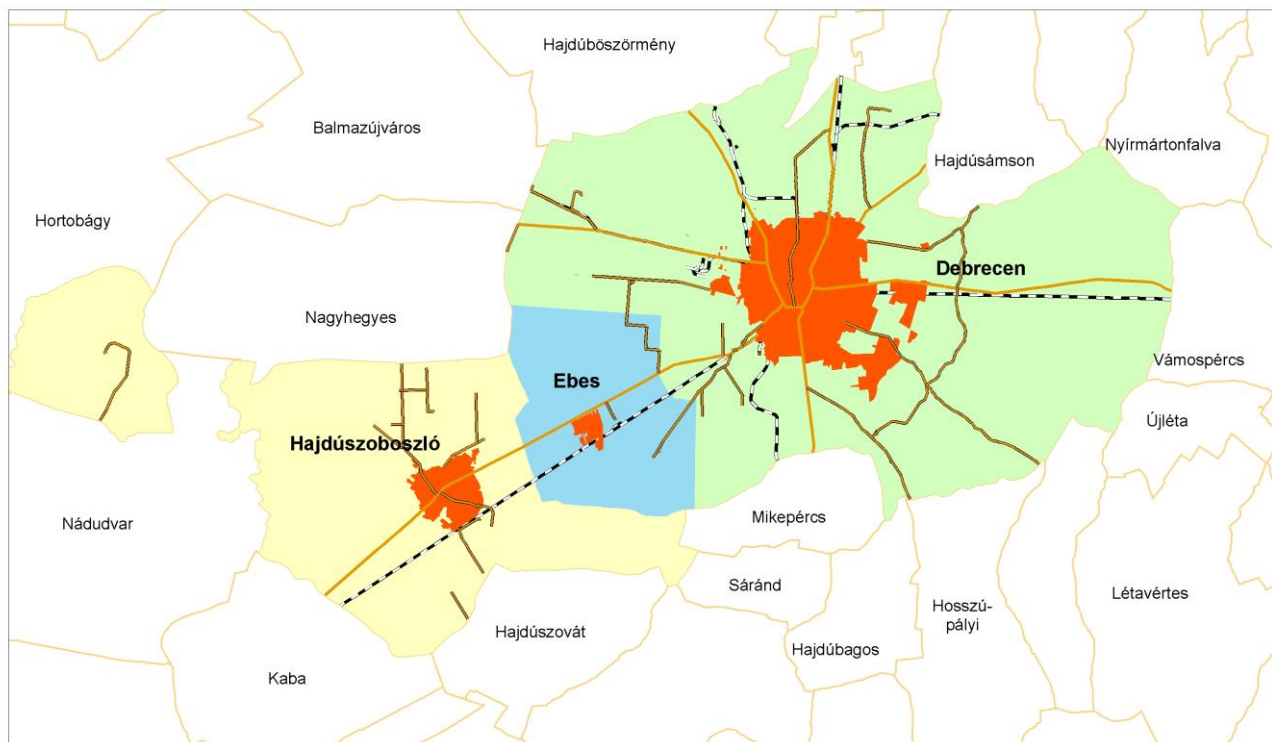 Hajdúböszörmény
Balmazújváros
Nyírmártonfalva
Hajdúsámson
Hortobágy
Debrecen
Nagyhegyes
Vámospércs
Ebes
Újléta
Hajdúszoboszló
Nádudvar
Mikepércs
Sáránd
Létavértes
Hosszú-
pályi
Hajdúszovát
Hajdúbagos
Kaba